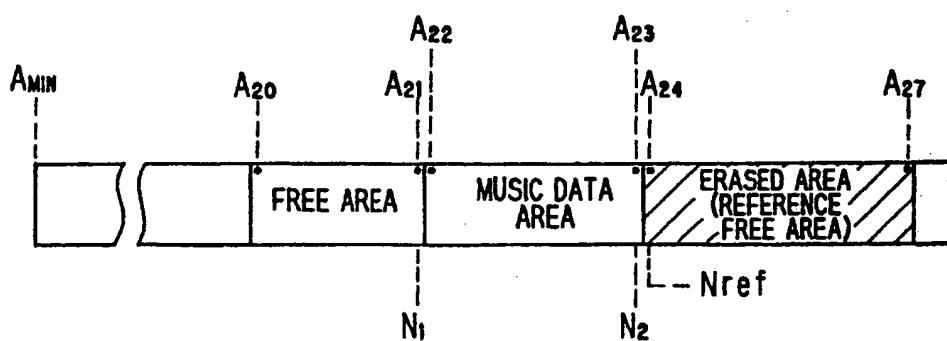 A22 A23
AMIN A20 A21 A24 A27
FREE AREA
MUSIC DATA
AREA
ERASED AREA
(REFERENCE
FREE AREA)
Nref
N1 N2